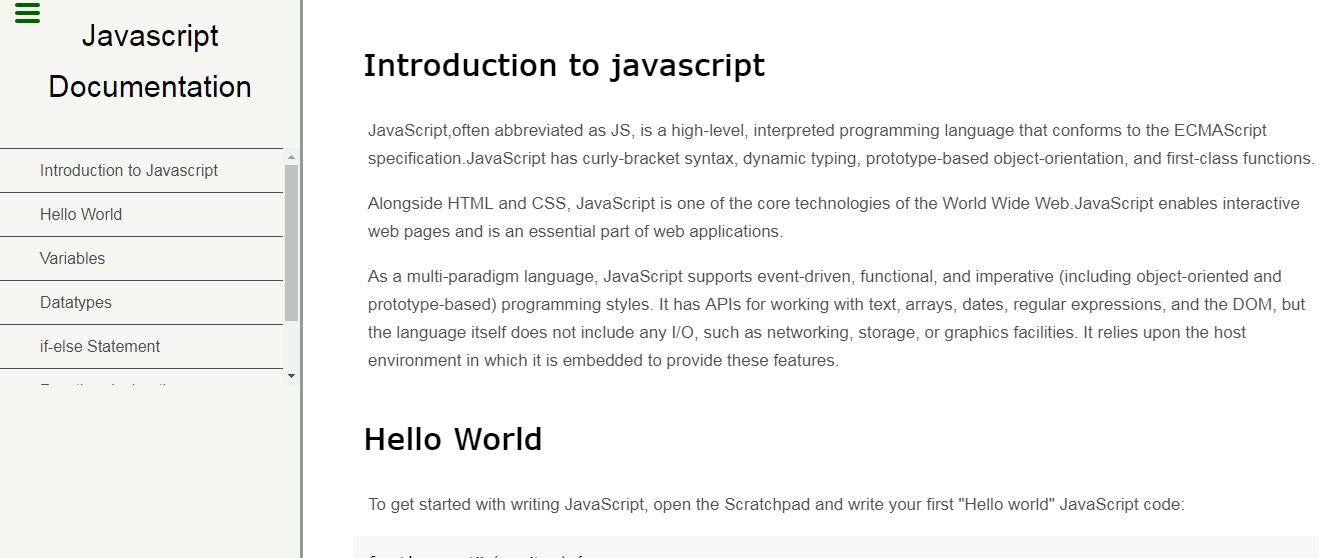 Javascript
Documentation
Introduction to Javascript
Hello World
Variables
Datatypes
if-else Statement
Introduction to javascript
JavaScript,often abbreviated as JS, is a high-level, interpreted programming language that conforms to the ECMAScript
specification.JavaScript has curly-bracket syntax, dynamic typing, prototype-based object-orientation, and first-class functions.
Alongside HTML and CSS, JavaScript is one of the core technologies of the World Wide Web.JavaScript enables interactive
web pages and is an essential part of web applications.
As a multi-paradigm language, JavaScript supports event-driven, functional, and imperative (including object-oriented and
prototype-based) programming styles. It has APIs for working with text, arrays, dates, regular expressions, and the DOM, but
the language itself does not include any I/O, such as networking, storage, or graphics facilities. It relies upon the host
environment in which it is embedded to provide these features.
Hello World
To get started with writing JavaScript, open the Scratchpad and write your first "Hello world" JavaScript code: